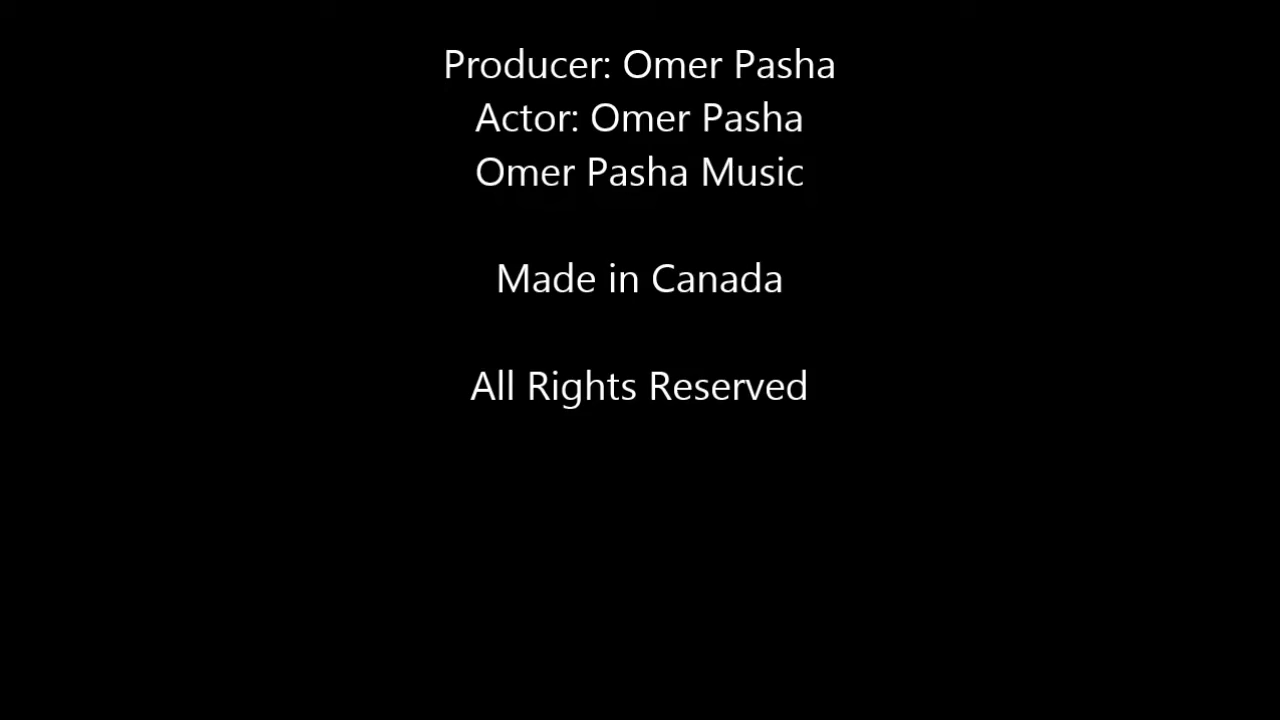 Producer: Omer Pasha
Actor: Omer Pasha
Omer Pasha Music
Made in Canada
All Rights Reserved